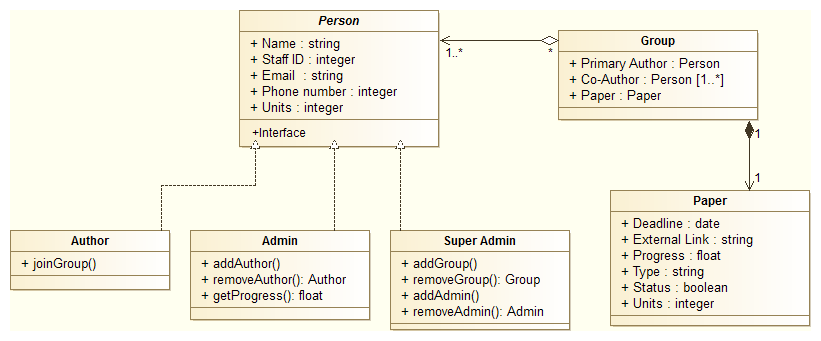 Person
+ Name : string
+ Staff ID : integer
+ Email : string
+ Phone number : integer
+ Units : integer
+Interface
1..*
*
Group
+ Primary Author : Person
+ Co-Author : Person [1..*]
+ Paper : Paper
1
1
Paper
+ Deadline : date
+ External Link : string
+ Progress : float
+ Type : string
+ Status : boolean
+ Units : integer
Author
+ joinGroup()
Admin
+ addAuthor()
+ removeAuthor(): Author
+ getProgress(): float
Super Admin
+ addGroup()
+ removeGroup(): Group
+ addAdmin()
+ removeAdmin(): Admin